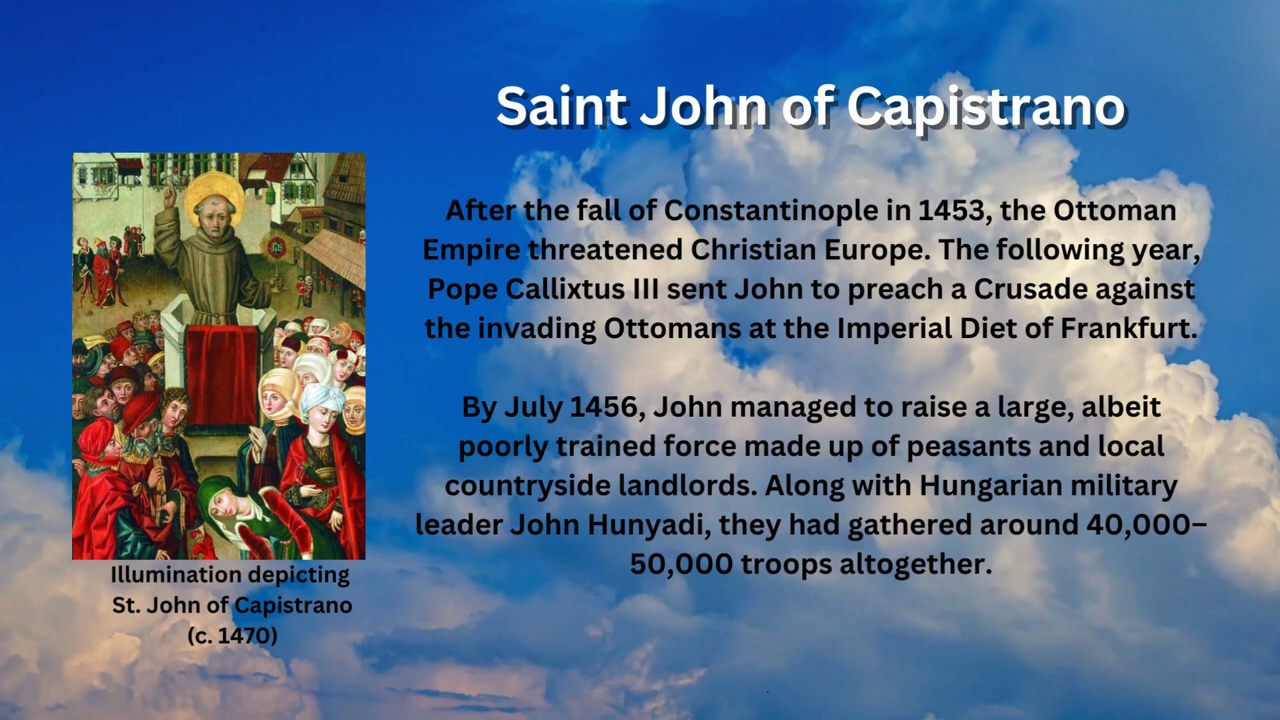 Saint John of Capistrano
After the fall of Constantinople in 1453, the Ottoman
Empire threatened Christian Europe. The following year,
Pope Callixtus III sent John to preach a Crusade against
the invading Ottomans at the Imperial Diet of Frankfurt.
By July 1456, John managed to raise a large, albeit
poorly trained force made up of peasants and local
countryside landlords. Along with Hungarian military
leader John Hunyadi, they had gathered around 40,000–
50,000 troops altogether.
Illumination depicting
St. John of Capistrano
(c. 1470)